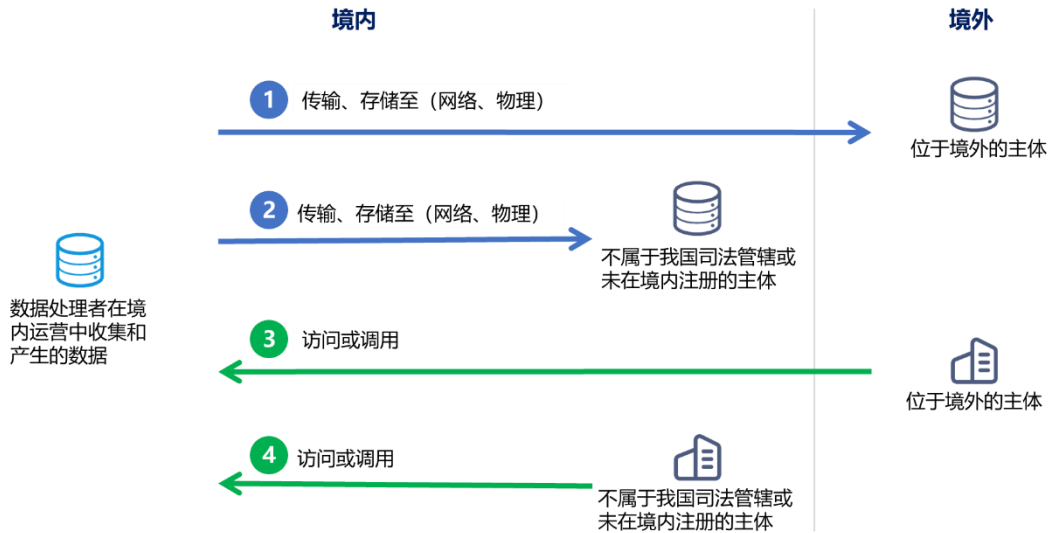 境内
境外
1 传输、存储至（网络、物理）
位于境外的主体
2 传输、存储至（网络、物理）
不属于我国司法管辖或
未在境内注册的主体
数据处理者在境
内运营中收集和
产生的数据
3 访问或调用
位于境外的主体
4 访问或调用
不属于我国司法管辖或
未在境内注册的主体